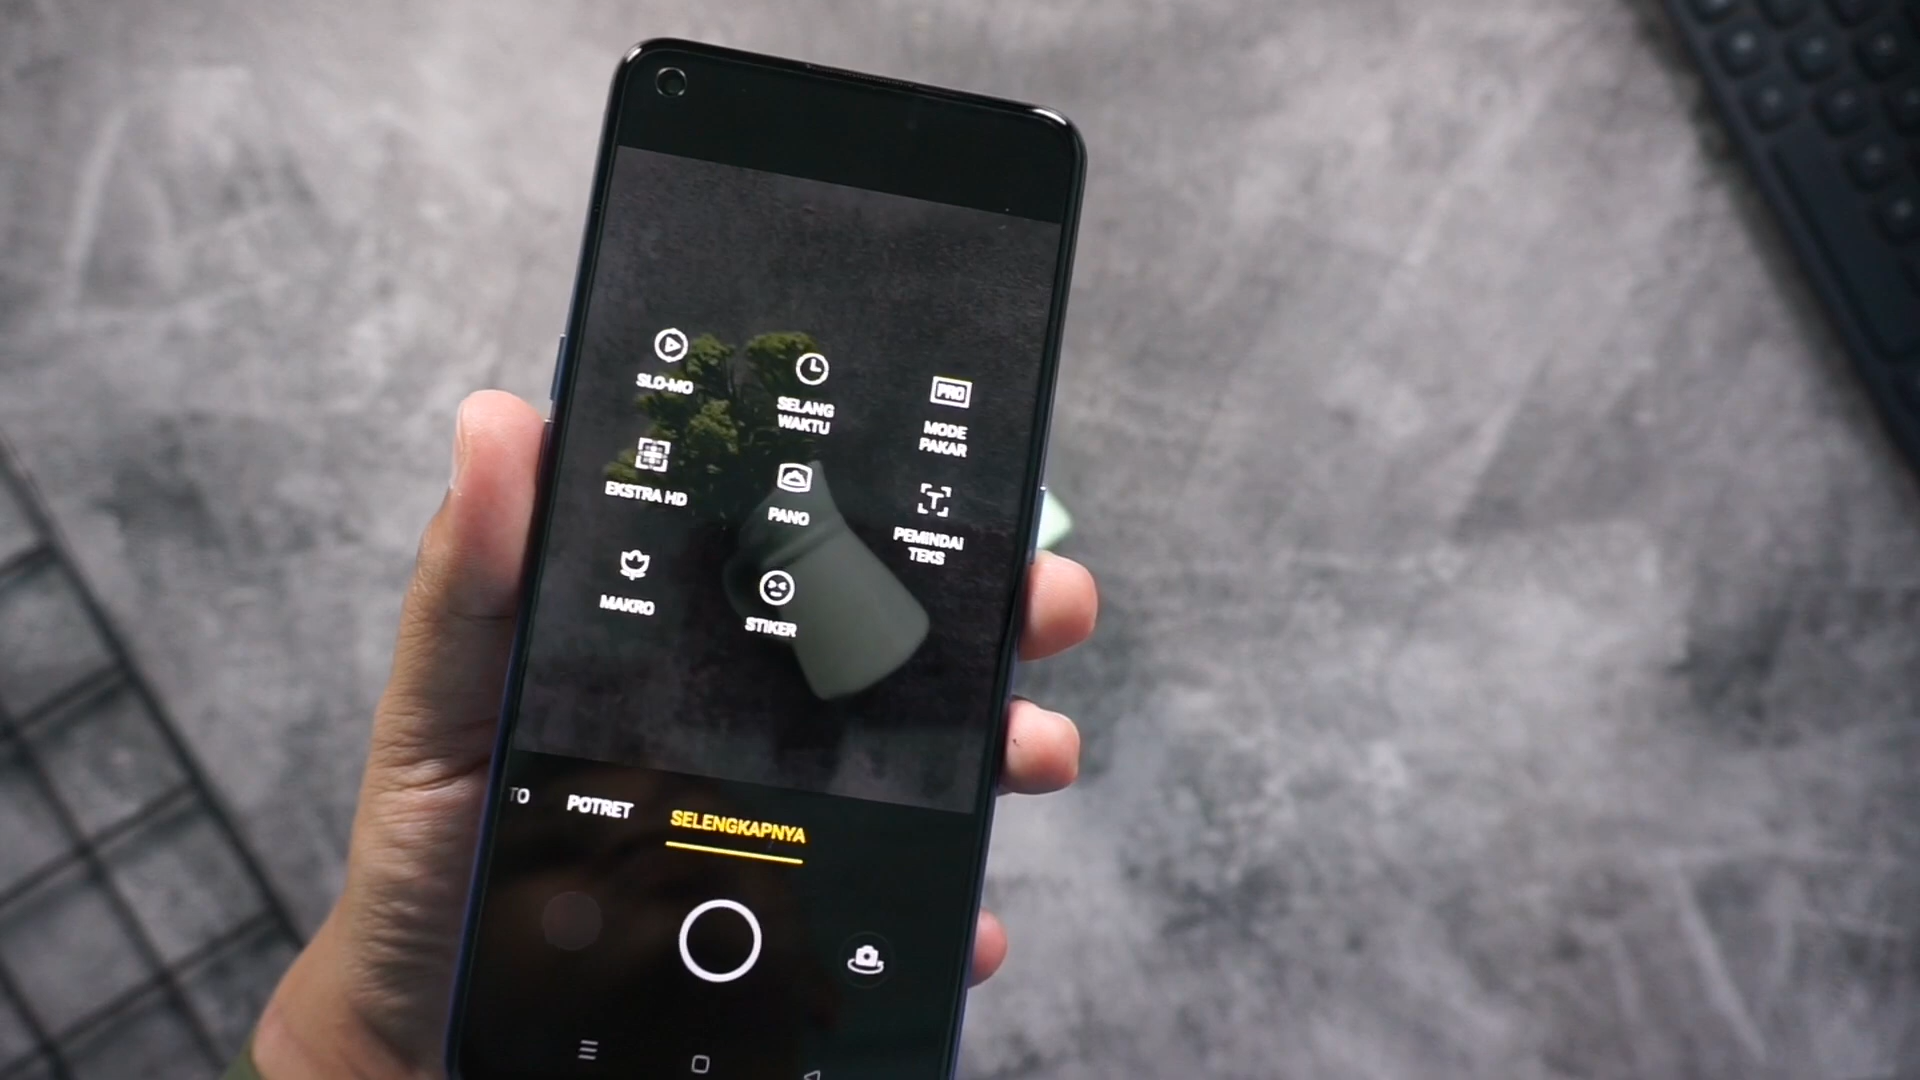 SLO-MO
SELANG
WAKTU
PRO
MODE
PAKAR
EKSTRA HD
PANO
T
PEMINDAI
TEKS
MAKRO
STIKER
TO
POTRET
SELENGKAPNYA